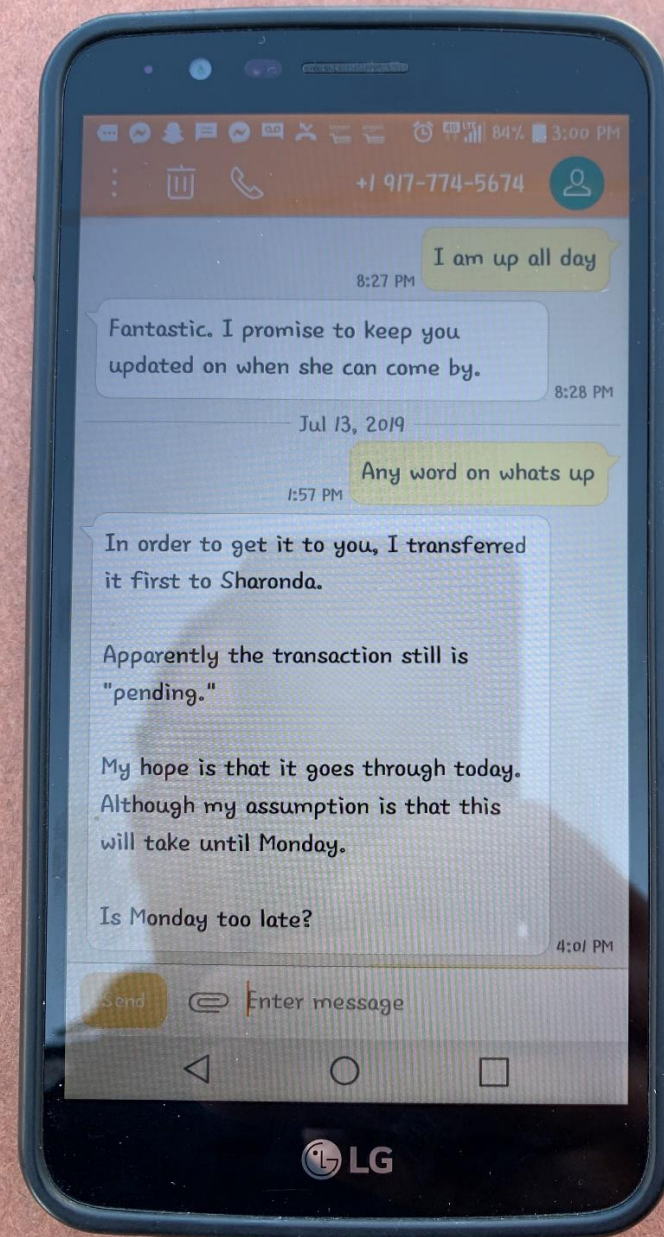 4G LTE 84% 3:00 PM
+1 917-774-5674
I am up all day
8:27 PM
Fantastic. I promise to keep you
updated on when she can come by.
8:28 PM
Jul 13, 2019
Any word on whats up
1:57 PM
In order to get it to you, I transferred
it first to Sharonda.
Apparently the transaction still is
"pending."
My hope is that it goes through today.
Although my assumption is that this
will take until Monday.
Is Monday too late?
4:01 PM
Send
Enter message
LG